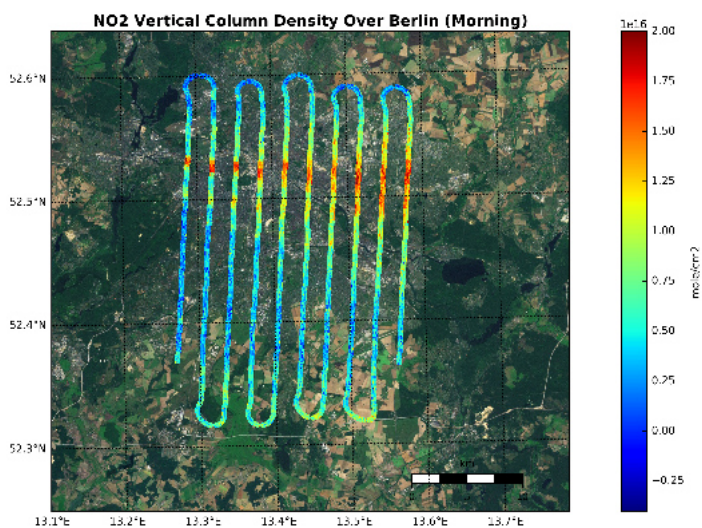 NO2 Vertical Column Density Over Berlin (Morning)
1e16
2.00
1.75
1.50
1.25
1.00
0.75
0.50
0.25
0.00
−0.25
mole/cm2
52.6°N
52.5°N
52.4°N
52.3°N
13.1°E
13.2°E
13.3°E
13.4°E
13.5°E
13.6°E
13.7°E